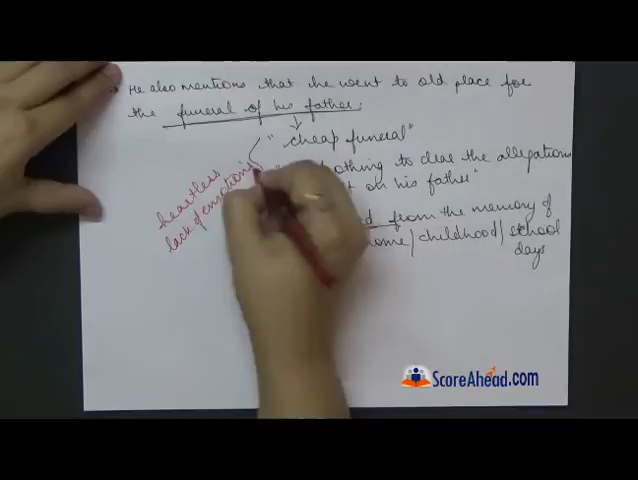 He also mentions that he went to old place for
the funeral of his father.
" cheap funeral"
nothing to clear the allegations
on his father"
from the memory of
home / childhood / school
days
heartless
lack of emotions
ScoreAhead.com